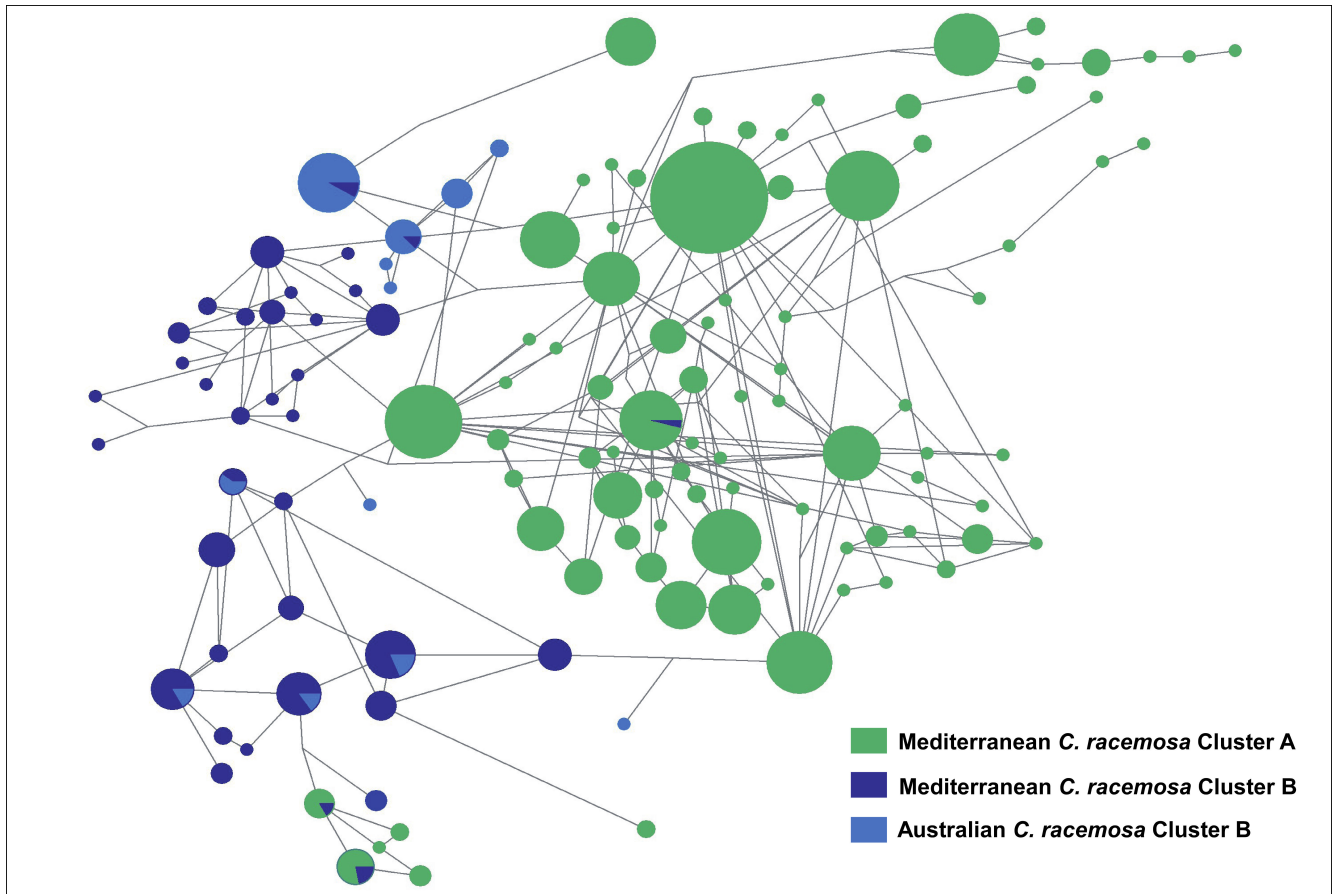 Mediterranean C. racemosa Cluster A
Mediterranean C. racemosa Cluster B
Australian C. racemosa Cluster B